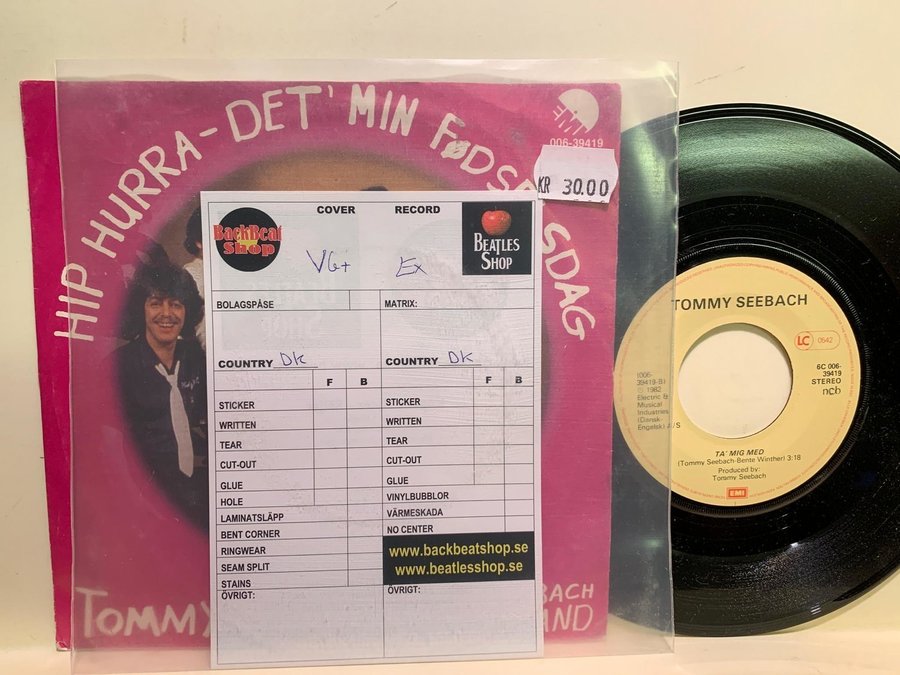 HIP HURRA-DET' MIN FØDSELSDAG
EMI
006-39419
KR 30.00
BackBeat
Shop
COVER
RECORD
BEATLES
SHOP
VG+
Ex
BOLAGSPÅSE
MATRIX:
COUNTRY DK
COUNTRY DK
F B
F B
STICKER
STICKER
WRITTEN
WRITTEN
TEAR
TEAR
CUT-OUT
CUT-OUT
GLUE
GLUE
HOLE
VINYLBUBBLOR
LAMINATSLÄPP
VÄRMESKADA
BENT CORNER
NO CENTER
RINGWEAR
www.backbeatshop.se
SEAM SPLIT
www.beatlesshop.se
STAINS
ÖVRIGT:
ÖVRIGT:
TOMMY
BACH
AND
TOMMY SEEBACH
LC 0542
6C 006-
39419
STEREO
ncb
(006-
39419-B)
℗ 1982
Electric &
Musical
Industries
(Dansk-
Engelsk) A/S
TA' MIG MED
(Tommy Seebach-Bente Winther) 3:18
Produced by:
Tommy Seebach
EMI